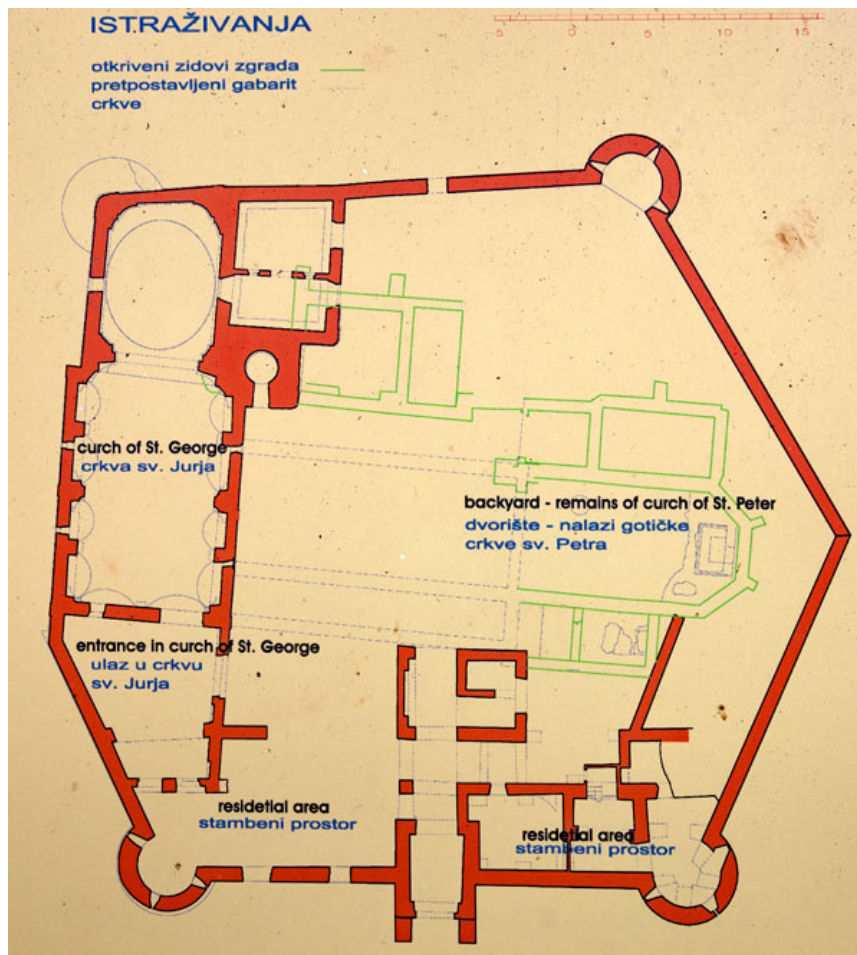 ISTRAŽIVANJA
5 0 5 10 15
otkriveni zidovi zgrada
pretpostavljeni gabarit
crkve
curch of St. George
crkva sv. Jurja
backyard - remains of curch of St. Peter
dvorište - nalazi gotičke
crkve sv. Petra
entrance in curch of St. George
ulaz u crkvu
sv. Jurja
residetial area
stambeni prostor
residetial area
stambeni prostor